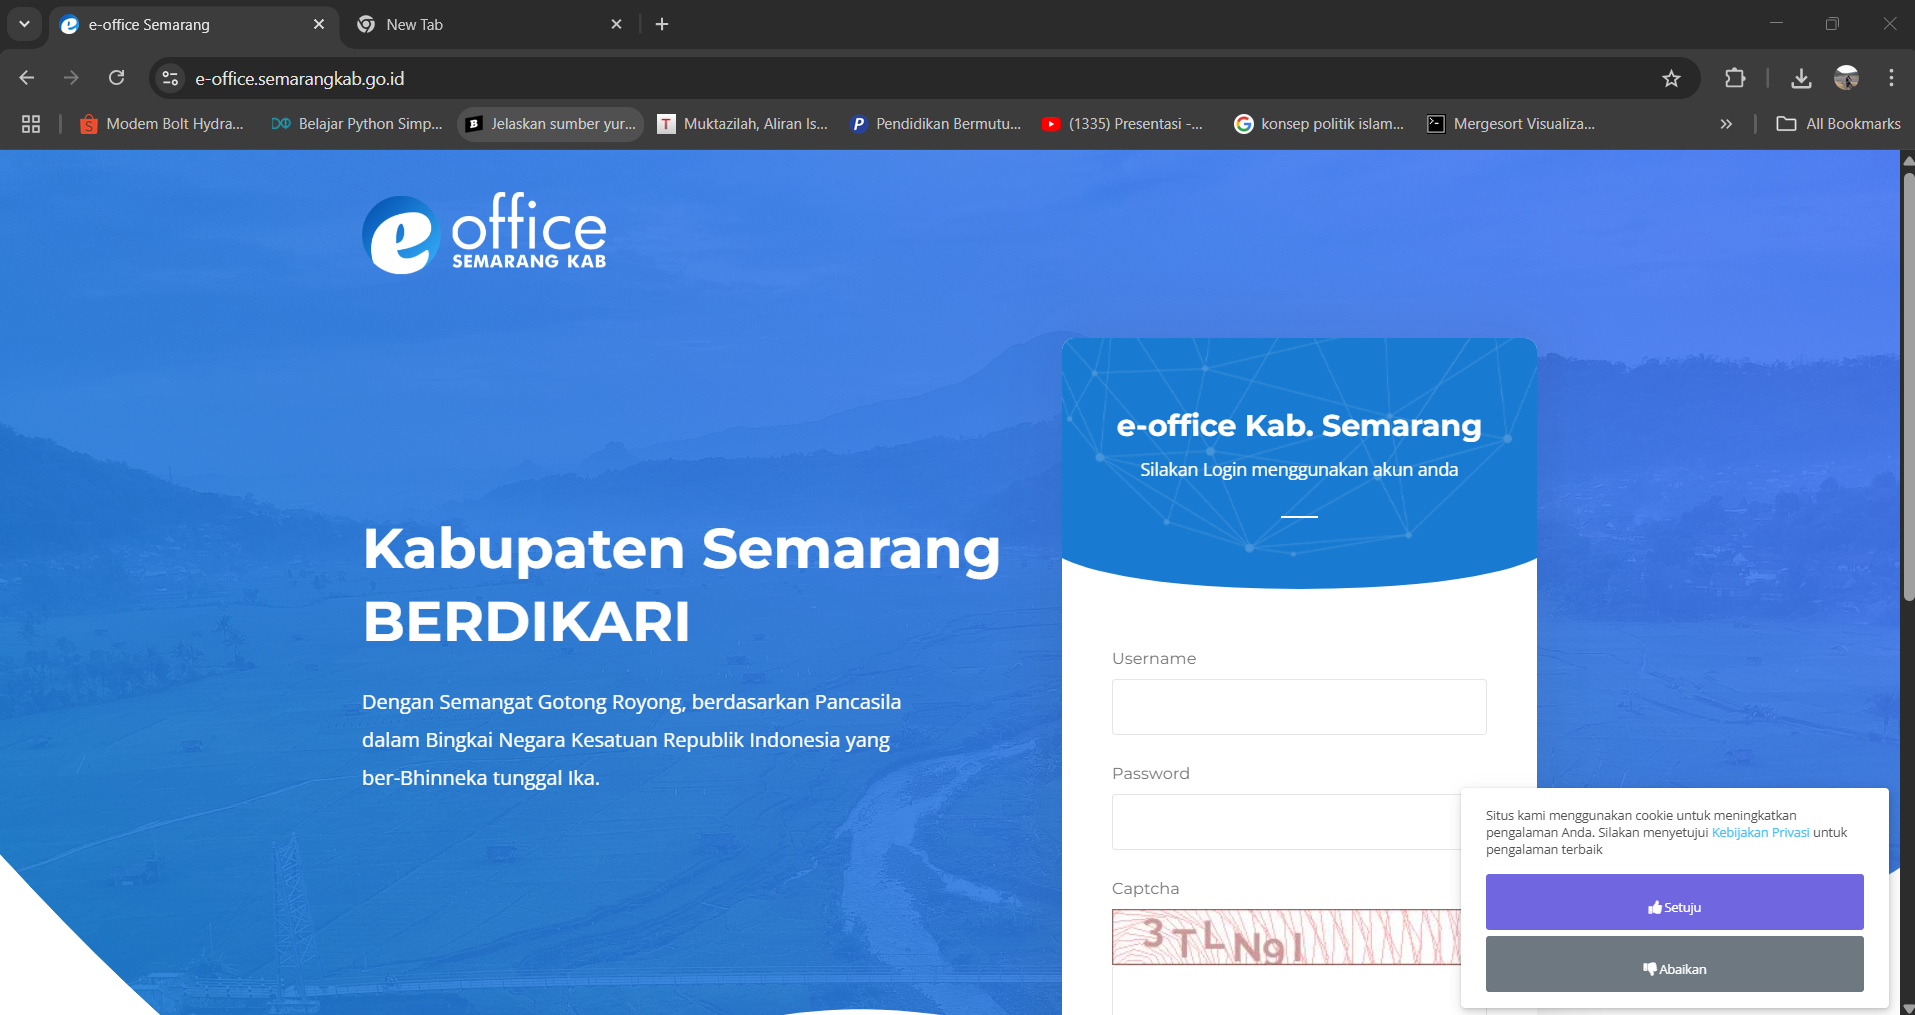 e-office Semarang
New Tab
e-office.semarangkab.go.id
Modem Bolt Hydra...
Belajar Python Simp...
Jelaskan sumber yur...
Muktazilah, Aliran Is...
Pendidikan Bermutu...
(1335) Presentasi -...
konsep politik islam...
Mergesort Visualiza...
All Bookmarks
e office
SEMARANG KAB
Kabupaten Semarang
BERDIKARI
Dengan Semangat Gotong Royong, berdasarkan Pancasila
dalam Bingkai Negara Kesatuan Republik Indonesia yang
ber-Bhinneka tunggal Ika.
e-office Kab. Semarang
Silakan Login menggunakan akun anda
Username
Password
Captcha
3TLN9I
Situs kami menggunakan cookie untuk meningkatkan
pengalaman Anda. Silakan menyetujui Kebijakan Privasi untuk
pengalaman terbaik
Setuju
Abaikan